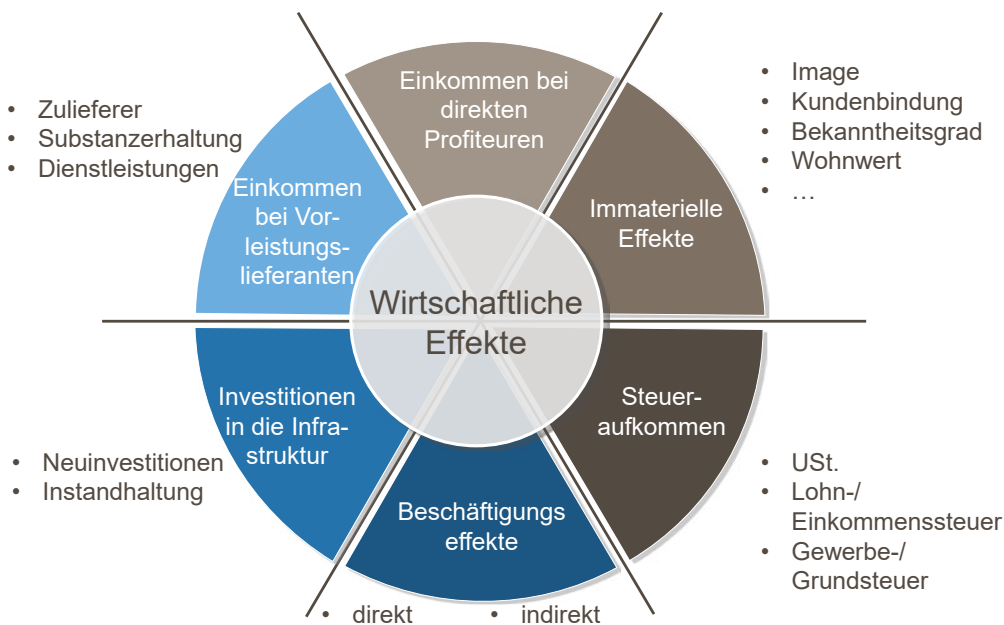 Einkommen bei
direkten
Profiteuren
• Image
• Kundenbindung
• Bekanntheitsgrad
• Wohnwert
• …
• Zulieferer
• Substanzerhaltung
• Dienstleistungen
Einkommen
bei Vor-
leistungs-
lieferanten
Immaterielle
Effekte
Wirtschaftliche
Effekte
Investitionen
in die Infra-
struktur
Steuer-
aufkommen
• Neuinvestitionen
• Instandhaltung
• USt.
• Lohn-/
Einkommenssteuer
• Gewerbe-/
Grundsteuer
Beschäftigungs
effekte
• direkt
• indirekt